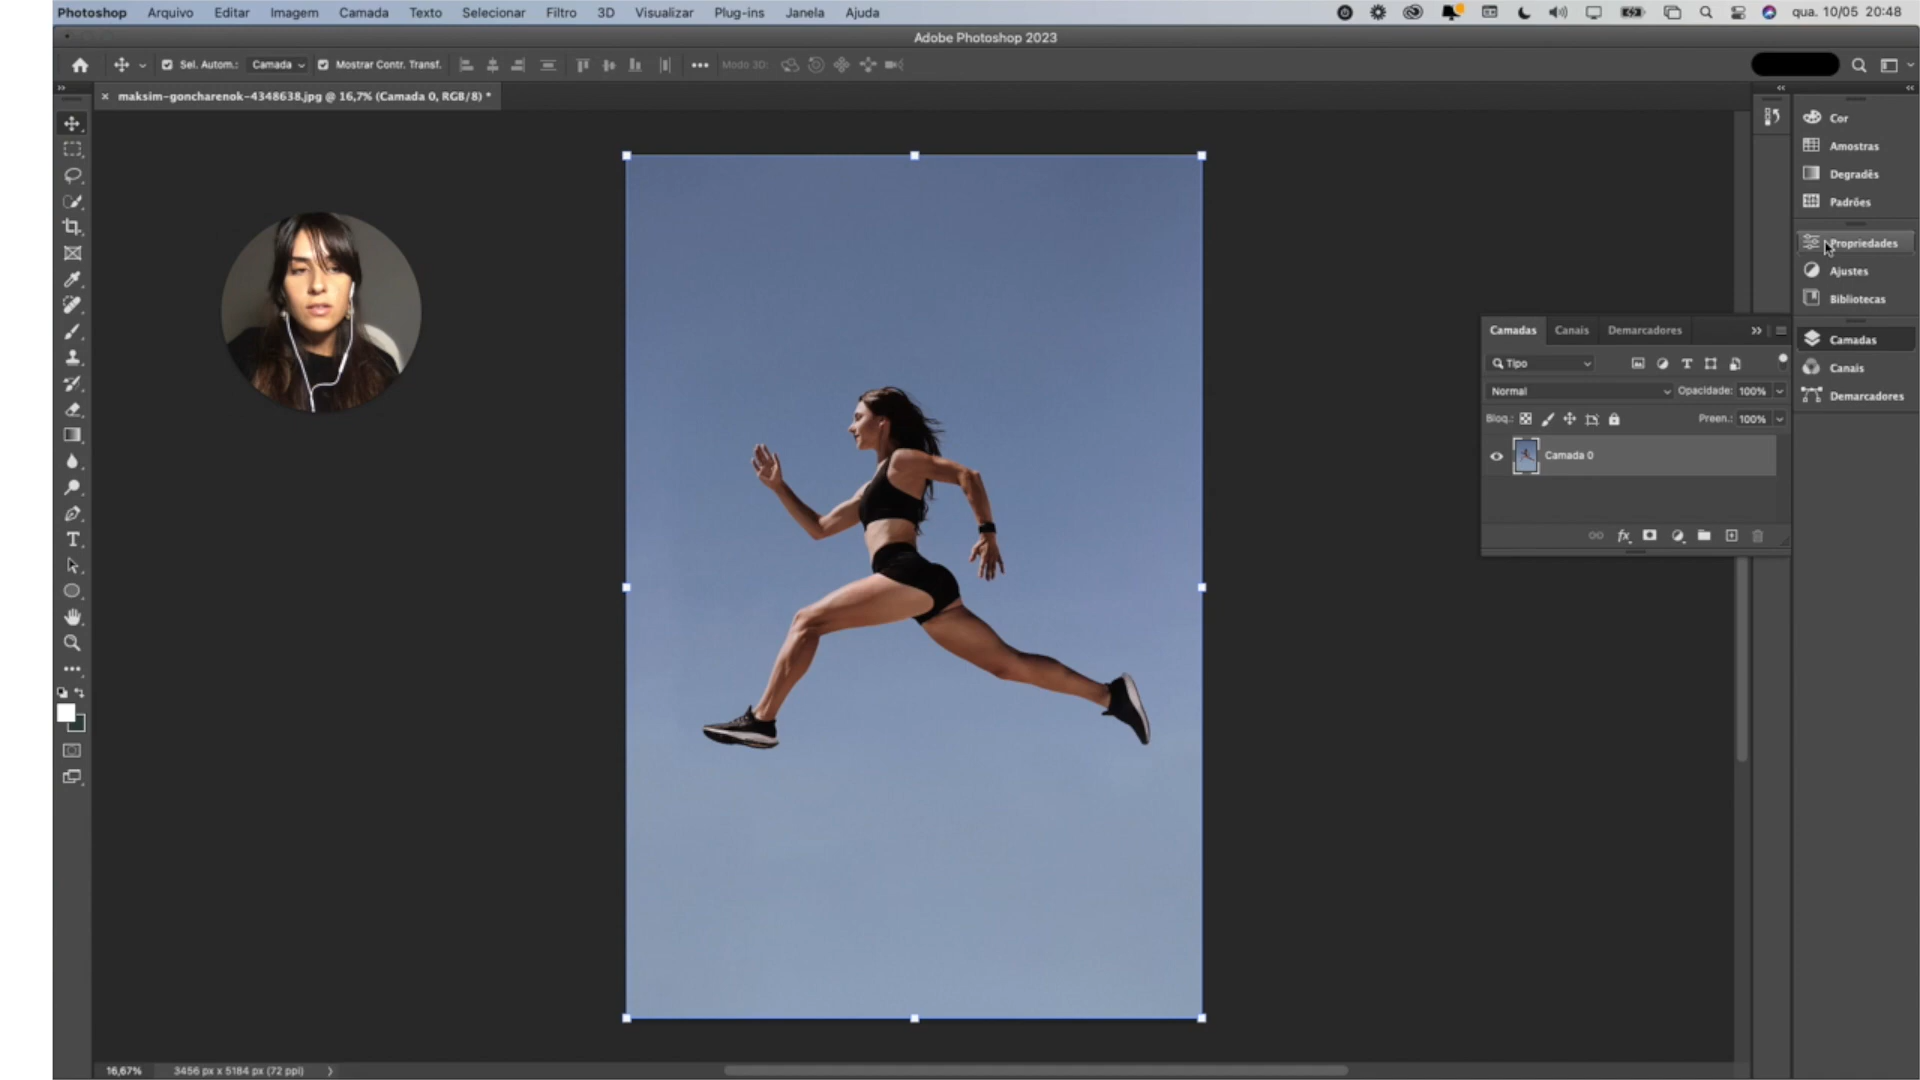 Photoshop Arquivo Editar Imagem Camada Texto Selecionar Filtro 3D Visualizar Plug-ins Janela Ajuda qua. 10/05 20:48
Adobe Photoshop 2023
Sel. Autom.: Camada Mostrar Contr. Transf. Modo 3D:
maksim-goncharenok-4348638.jpg @ 16,7% (Camada 0, RGB/8) *
Cor
Amostras
Degradês
Padrões
Propriedades
Ajustes
Bibliotecas
Camadas
Canais
Demarcadores
Camadas Canais Demarcadores
Tipo
Normal Opacidade: 100%
Bloq.: Preen.: 100%
Camada 0
fx
16,67% 3456 px x 5184 px (72 ppi)